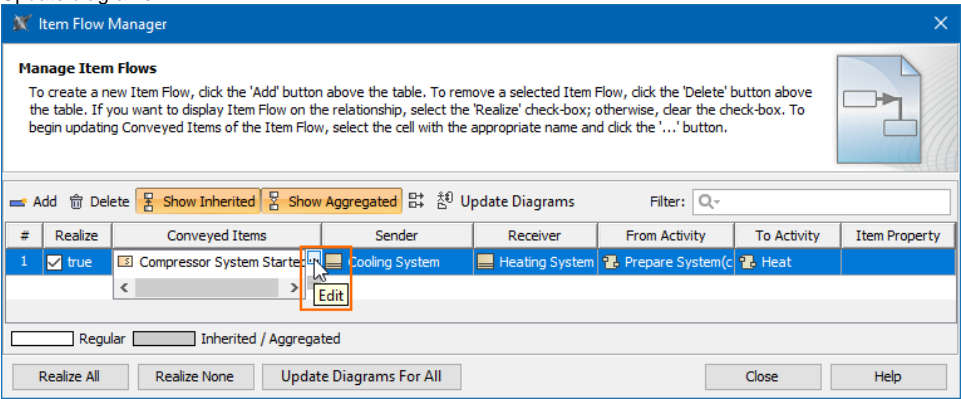 Item Flow Manager
Manage Item Flows
To create a new Item Flow, click the 'Add' button above the table. To remove a selected Item Flow, click the 'Delete' button above
the table. If you want to display Item Flow on the relationship, select the 'Realize' check-box; otherwise, clear the check-box. To
begin updating Conveyed Items of the Item Flow, select the cell with the appropriate name and click the '...' button.
Add Delete Show Inherited Show Aggregated Update Diagrams Filter:
# Realize Conveyed Items Sender Receiver From Activity To Activity Item Property
1 true Compressor System Started ... Cooling System Heating System Prepare System(c Heat
Edit
Regular Inherited / Aggregated
Realize All Realize None Update Diagrams For All Close Help